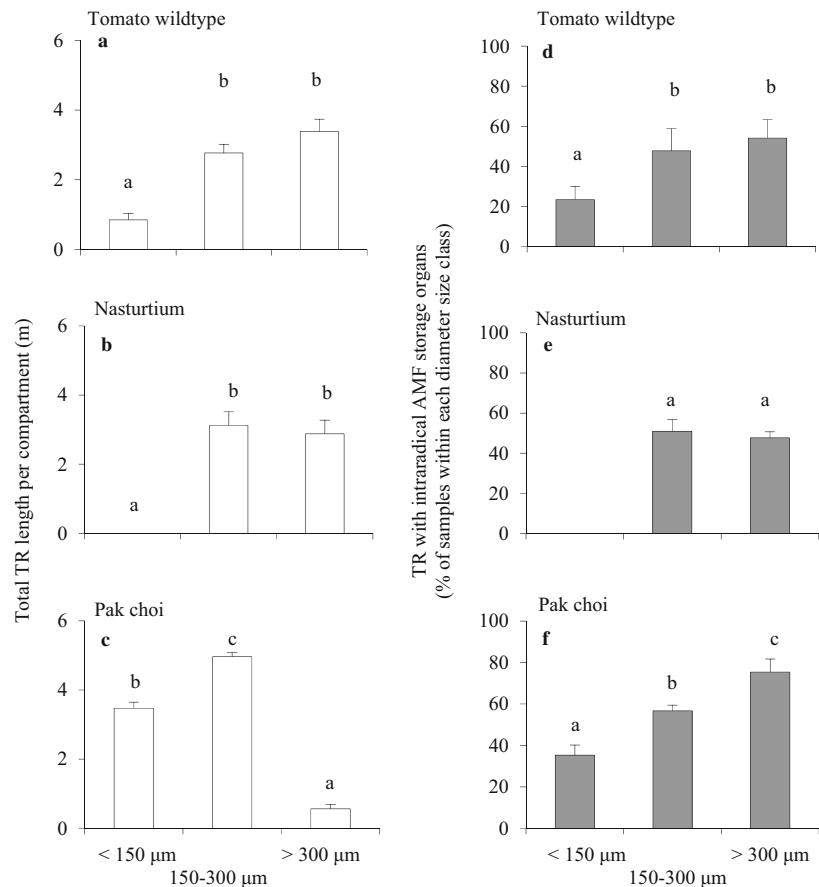 Tomato wildtype
a
6
4
2
0
a
b
b
Nasturtium
b
6
4
2
0
a
b
b
Pak choi
c
6
4
2
0
b
c
a
< 150 µm
150-300 µm
> 300 µm
Total TR length per compartment (m)
Tomato wildtype
d
100
80
60
40
20
0
a
b
b
Nasturtium
e
100
80
60
40
20
0
a
a
Pak choi
f
100
80
60
40
20
0
a
b
c
< 150 µm
150-300 µm
> 300 µm
TR with intraradical AMF storage organs
(% of samples within each diameter size class)